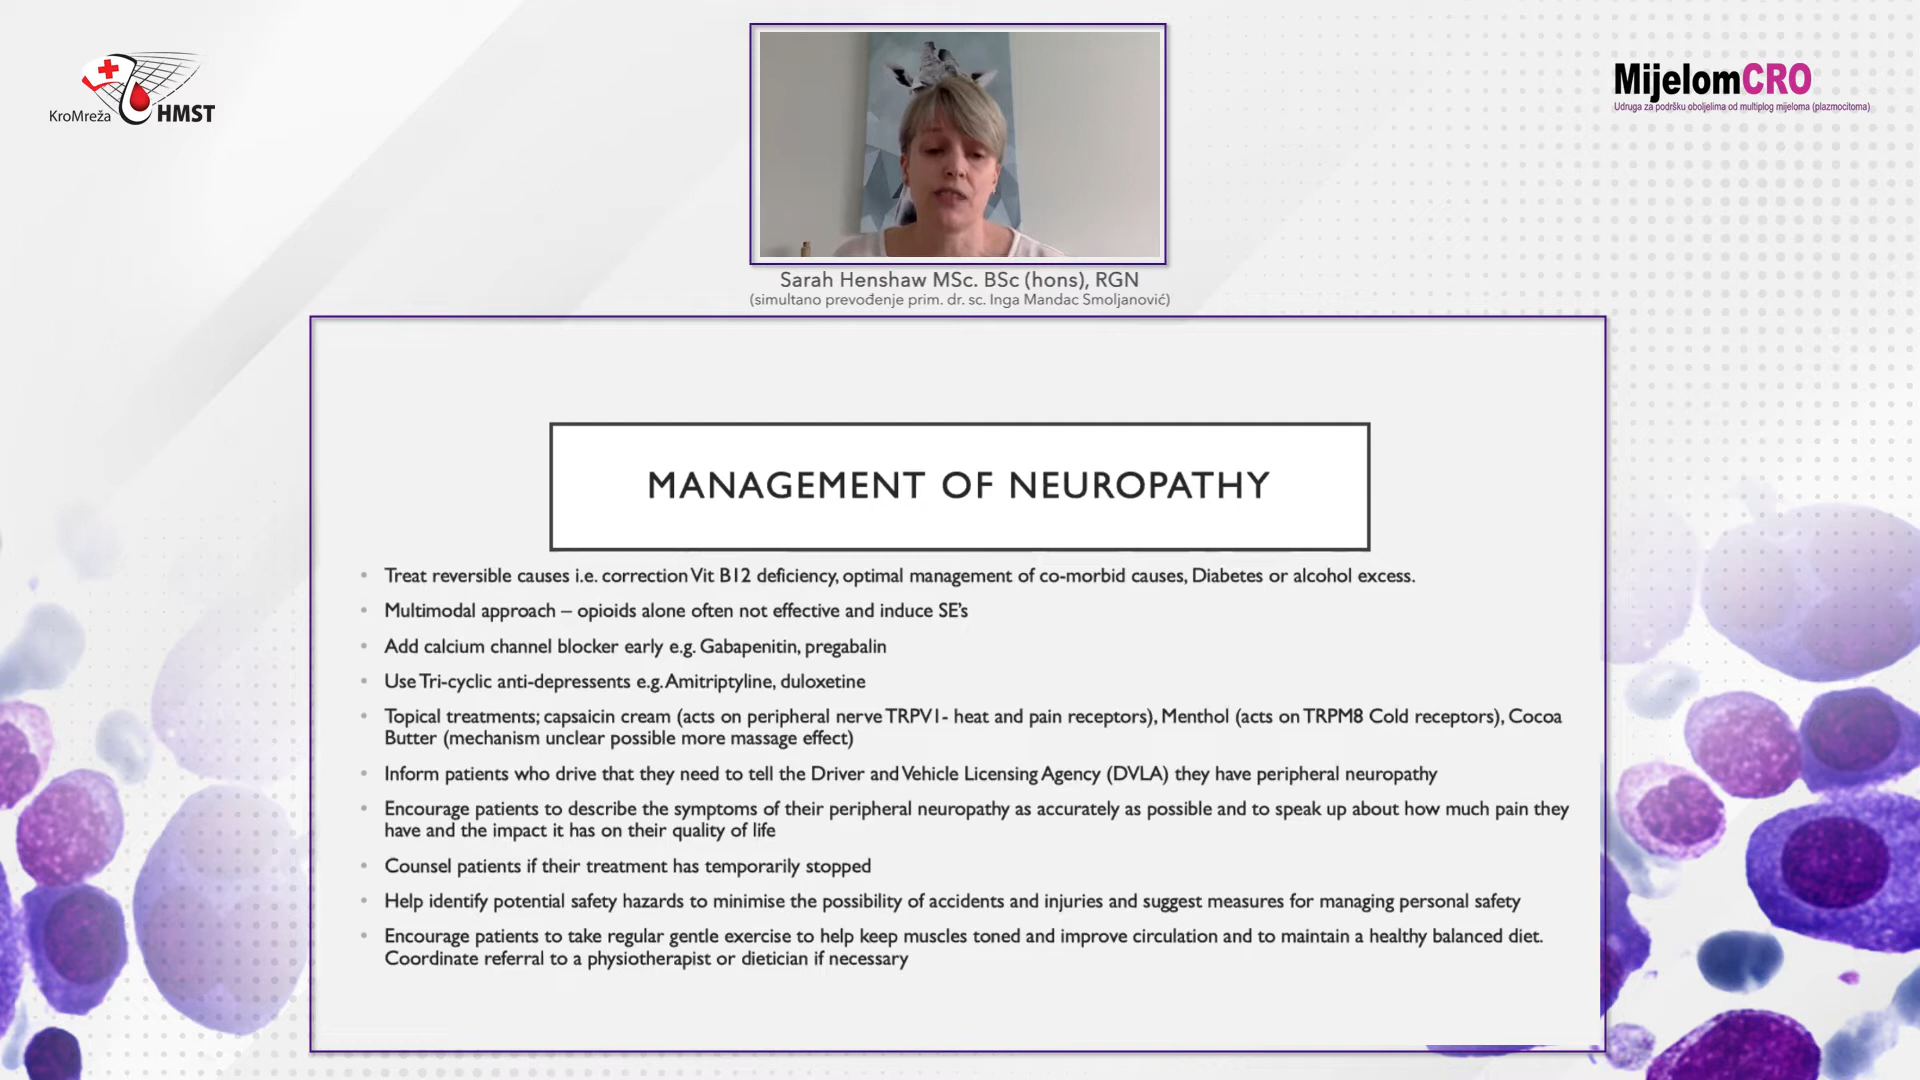 KroMreža HMST
MijelomCRO
Udruga za podršku oboljelima od multiplog mijeloma (plazmocitoma)
Sarah Henshaw MSc. BSc (hons), RGN
(simultano prevođenje prim. dr. sc. Inga Mandac Smoljanović)
MANAGEMENT OF NEUROPATHY
• Treat reversible causes i.e. correction Vit B12 deficiency, optimal management of co-morbid causes, Diabetes or alcohol excess.
• Multimodal approach – opioids alone often not effective and induce SE's
• Add calcium channel blocker early e.g. Gabapenitin, pregabalin
• Use Tri-cyclic anti-depressents e.g. Amitriptyline, duloxetine
• Topical treatments; capsaicin cream (acts on peripheral nerve TRPV1- heat and pain receptors), Menthol (acts on TRPM8 Cold receptors), Cocoa
Butter (mechanism unclear possible more massage effect)
• Inform patients who drive that they need to tell the Driver and Vehicle Licensing Agency (DVLA) they have peripheral neuropathy
• Encourage patients to describe the symptoms of their peripheral neuropathy as accurately as possible and to speak up about how much pain they
have and the impact it has on their quality of life
• Counsel patients if their treatment has temporarily stopped
• Help identify potential safety hazards to minimise the possibility of accidents and injuries and suggest measures for managing personal safety
• Encourage patients to take regular gentle exercise to help keep muscles toned and improve circulation and to maintain a healthy balanced diet.
Coordinate referral to a physiotherapist or dietician if necessary